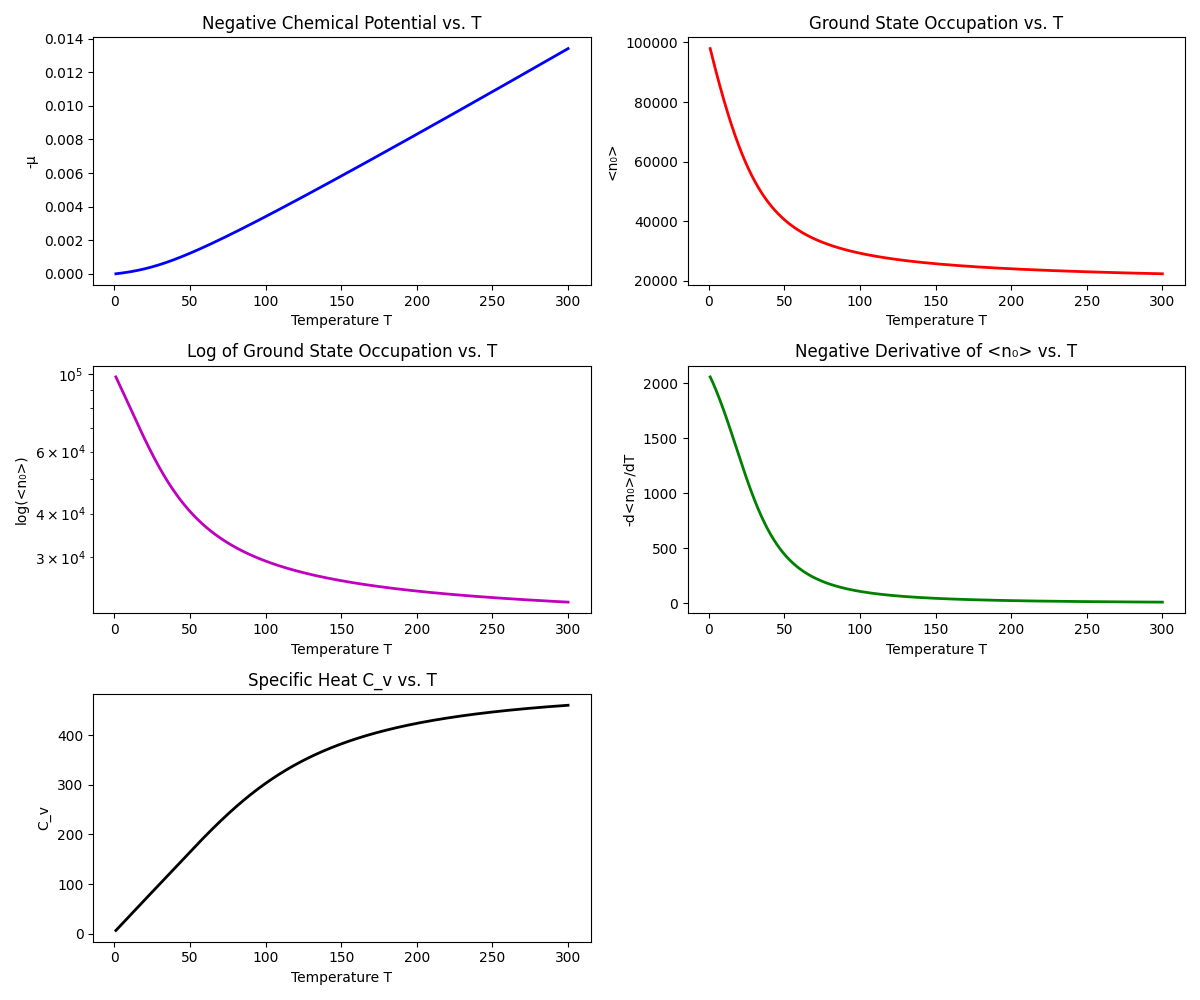 Negative Chemical Potential vs. T
-μ
0.014
0.012
0.010
0.008
0.006
0.004
0.002
0.000
0 50 100 150 200 250 300
Temperature T
Ground State Occupation vs. T
<n₀>
100000
80000
60000
40000
20000
0 50 100 150 200 250 300
Temperature T
Log of Ground State Occupation vs. T
log(<n₀>)
10⁵
6 × 10⁴
4 × 10⁴
3 × 10⁴
0 50 100 150 200 250 300
Temperature T
Negative Derivative of <n₀> vs. T
-d<n₀>/dT
2000
1500
1000
500
0
0 50 100 150 200 250 300
Temperature T
Specific Heat C_v vs. T
C_v
400
300
200
100
0
0 50 100 150 200 250 300
Temperature T